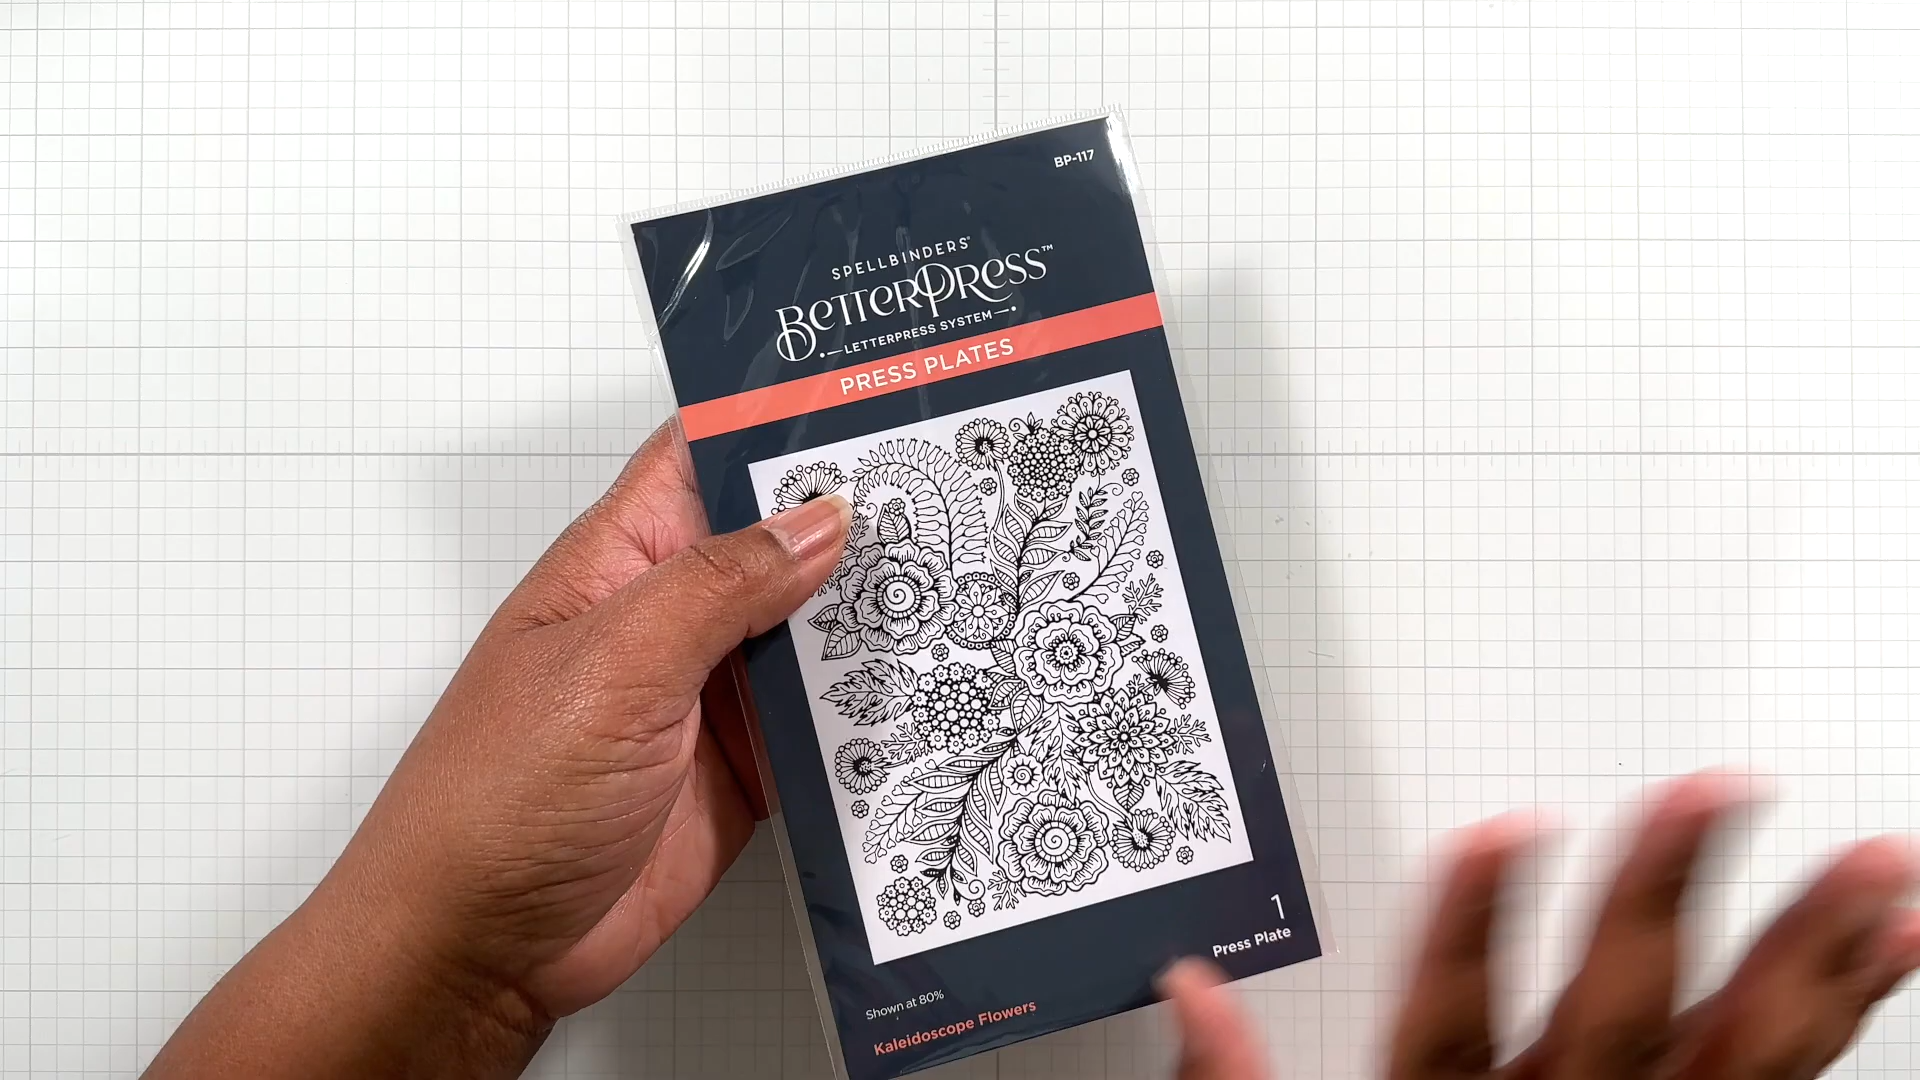 BP-117
SPELLBINDERS®
BETTERPRESS™
LETTERPRESS SYSTEM
PRESS PLATES
1
Press Plate
Shown at 80%
Kaleidoscope Flowers